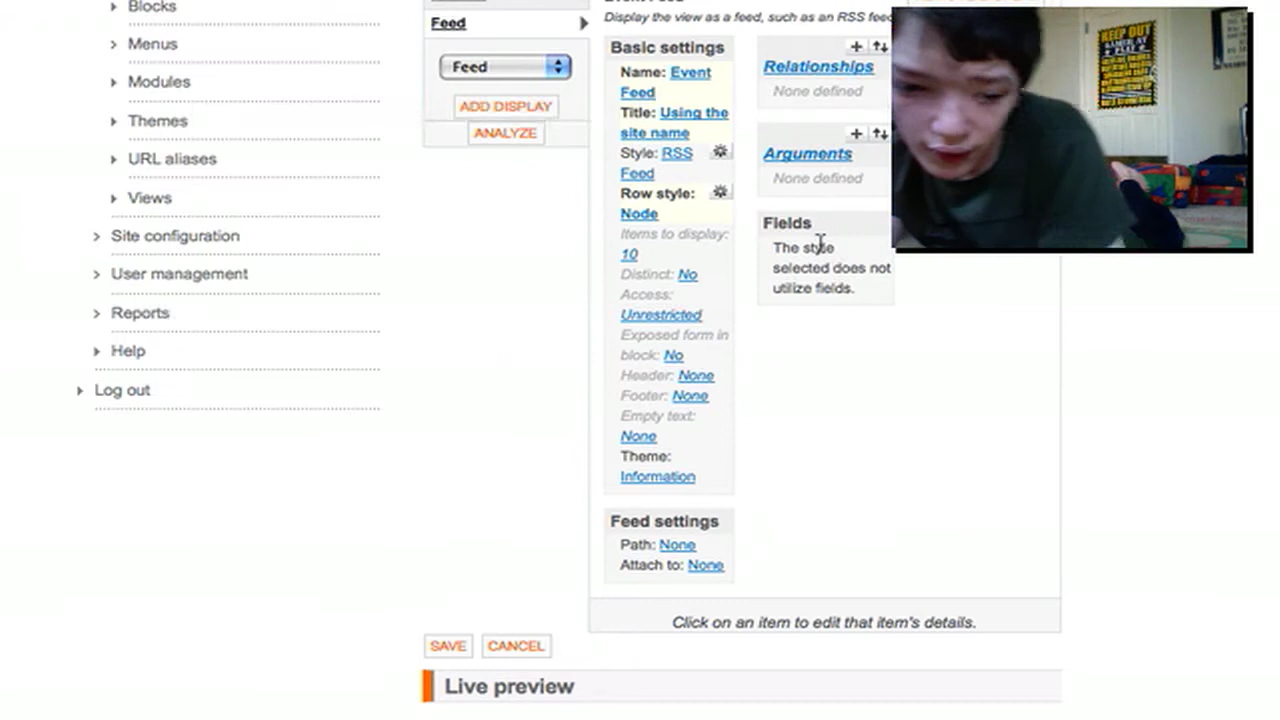 Blocks
Menus
Modules
Themes
URL aliases
Views
Site configuration
User management
Reports
Help
Log out
Feed
Feed
ADD DISPLAY
ANALYZE
Display the view as a feed, such as an RSS feed
Basic settings
Name: Event
Feed
Title: Using the
site name
Style: RSS
Feed
Row style:
Node
Items to display:
10
Distinct: No
Access:
Unrestricted
Exposed form in
block: No
Header: None
Footer: None
Empty text:
None
Theme:
Information
Feed settings
Path: None
Attach to: None
Relationships
None defined
Arguments
None defined
Fields
The style
selected does not
utilize fields.
KEEP OUT
GAMER AT
PLAY
Click on an item to edit that item's details.
SAVE CANCEL
Live preview